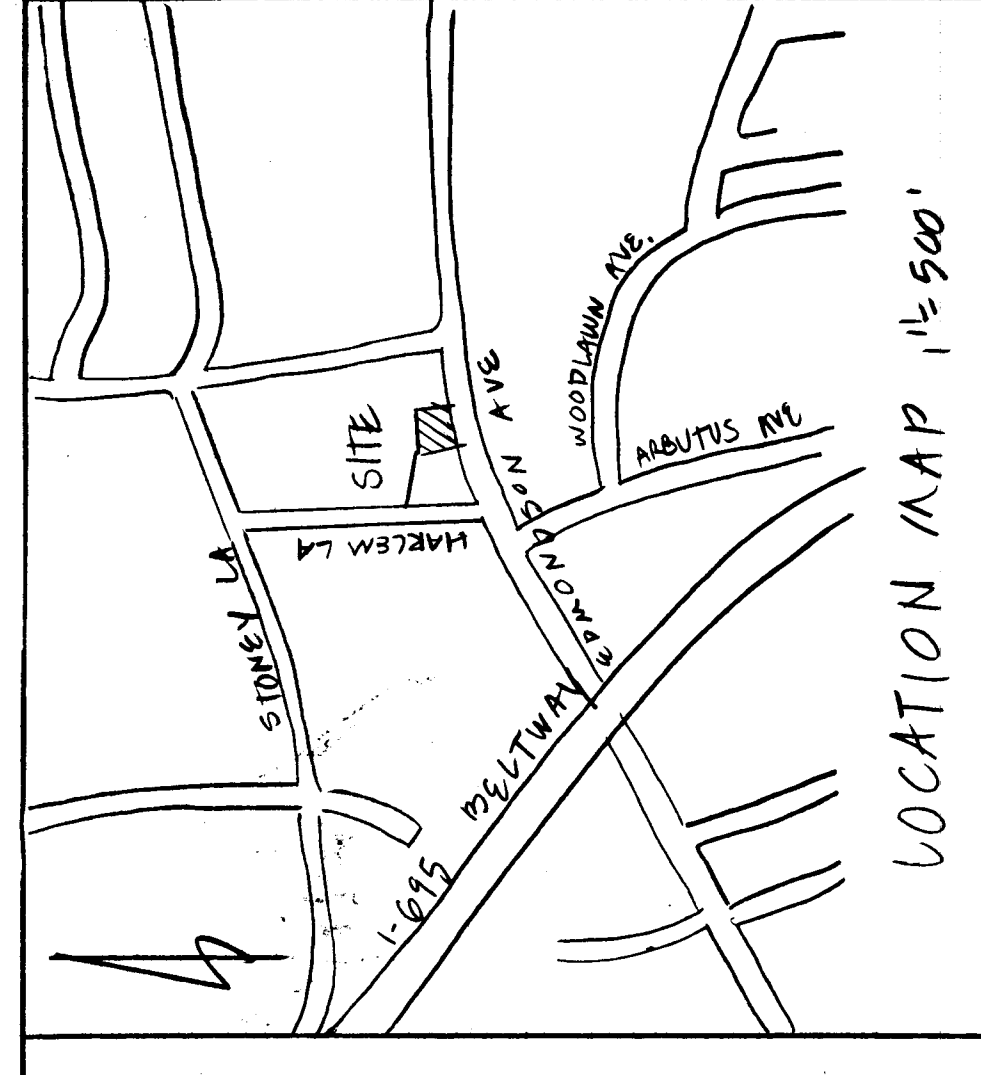 SITE
STONEY LA
HARLEM LA
EDMONDSON AVE
WOODLAWN AVE.
ARBUTUS AVE
I-695 BELTWAY
LOCATION MAP 1"=500'